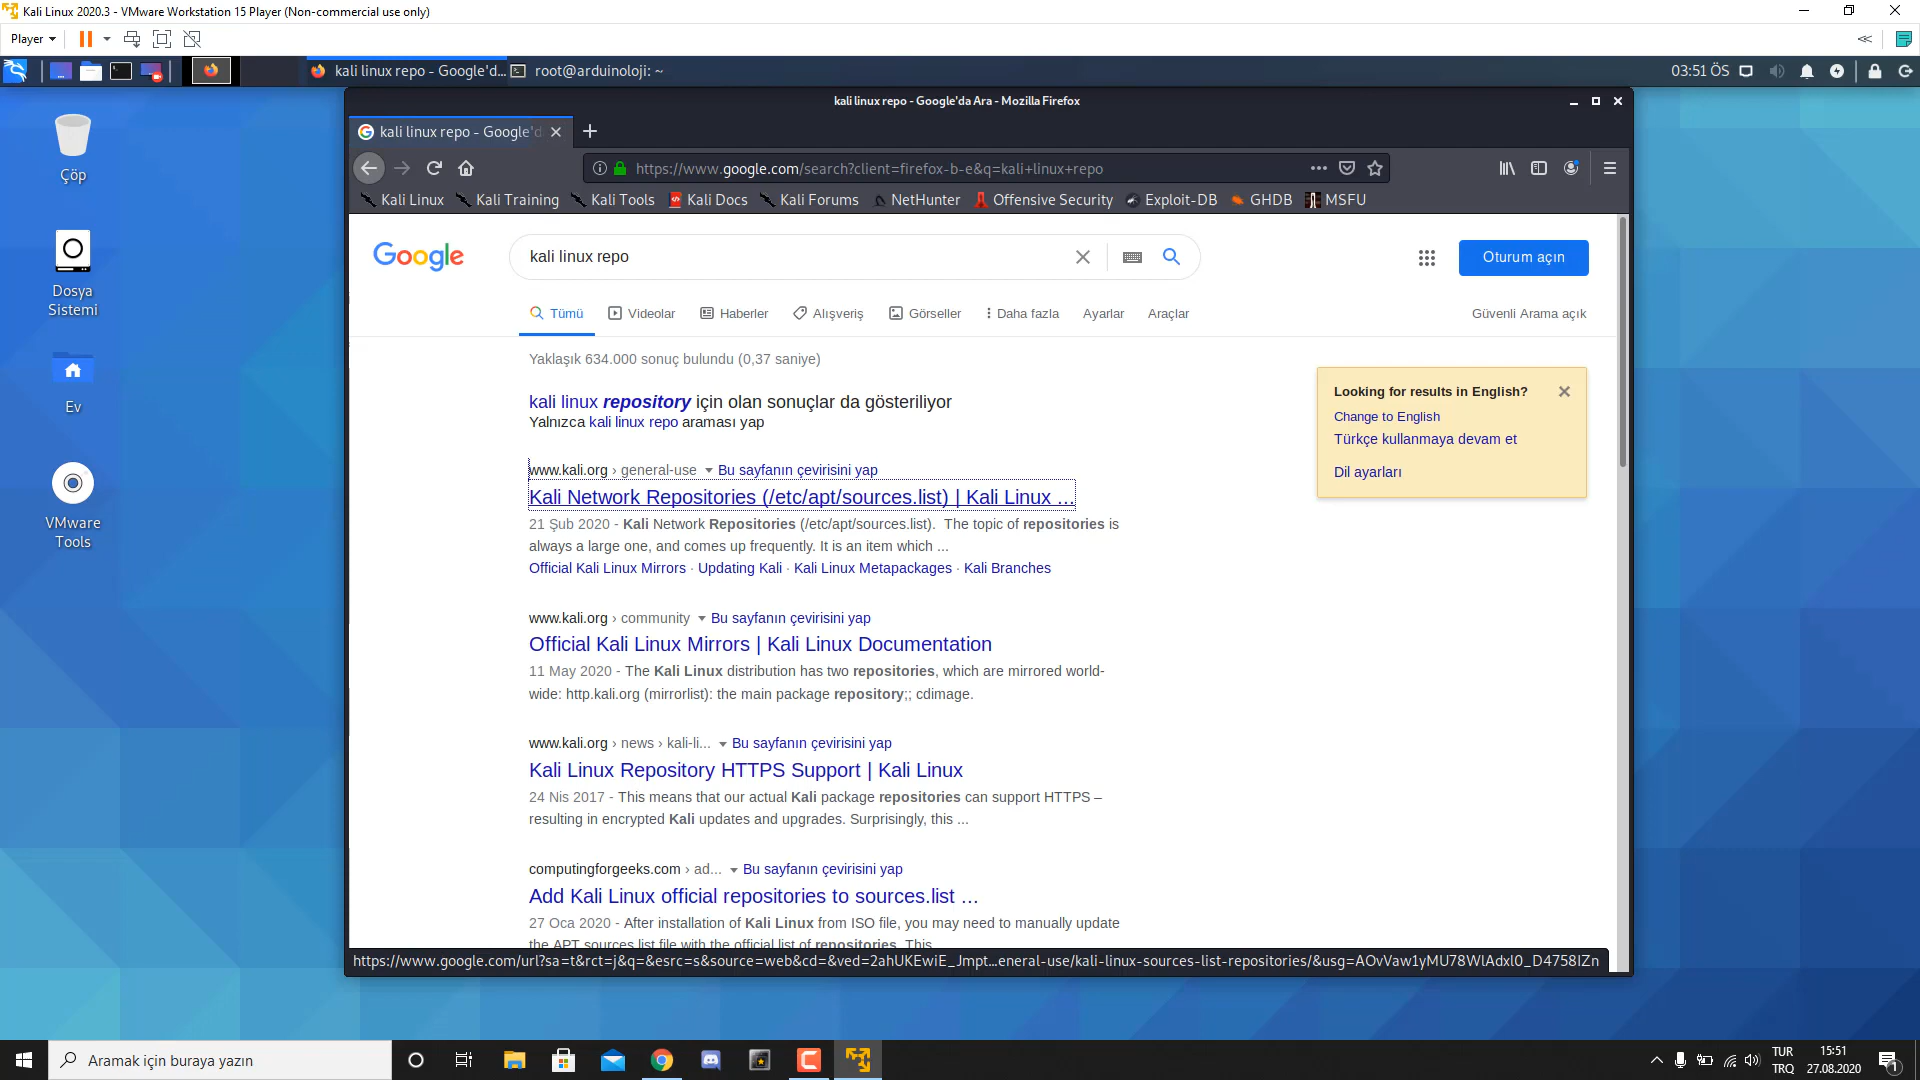 Kali Linux 2020.3 - VMware Workstation 15 Player (Non-commercial use only)
Player
kali linux repo - Google'd...
root@arduinoloji: ~
03:51 ÖS
kali linux repo - Google'da Ara - Mozilla Firefox
kali linux repo - Google'd
https://www.google.com/search?client=firefox-b-e&q=kali+linux+repo
Kali Linux
Kali Training
Kali Tools
Kali Docs
Kali Forums
NetHunter
Offensive Security
Exploit-DB
GHDB
MSFU
Çöp
Dosya
Sistemi
Ev
VMware
Tools
Google
kali linux repo
Oturum açın
Tümü
Videolar
Haberler
Alışveriş
Görseller
Daha fazla
Ayarlar
Araçlar
Güvenli Arama açık
Yaklaşık 634.000 sonuç bulundu (0,37 saniye)
kali linux repository için olan sonuçlar da gösteriliyor
Yalnızca kali linux repo araması yap
Looking for results in English?
Change to English
Türkçe kullanmaya devam et
Dil ayarları
www.kali.org › general-use Bu sayfanın çevirisini yap
Kali Network Repositories (/etc/apt/sources.list) | Kali Linux ...
21 Şub 2020 - Kali Network Repositories (/etc/apt/sources.list). The topic of repositories is
always a large one, and comes up frequently. It is an item which ...
Official Kali Linux Mirrors · Updating Kali · Kali Linux Metapackages · Kali Branches
www.kali.org › community Bu sayfanın çevirisini yap
Official Kali Linux Mirrors | Kali Linux Documentation
11 May 2020 - The Kali Linux distribution has two repositories, which are mirrored world-
wide: http.kali.org (mirrorlist): the main package repository;; cdimage.
www.kali.org › news › kali-li... Bu sayfanın çevirisini yap
Kali Linux Repository HTTPS Support | Kali Linux
24 Nis 2017 - This means that our actual Kali package repositories can support HTTPS –
resulting in encrypted Kali updates and upgrades. Surprisingly, this ...
computingforgeeks.com › ad... Bu sayfanın çevirisini yap
Add Kali Linux official repositories to sources.list ...
27 Oca 2020 - After installation of Kali Linux from ISO file, you may need to manually update
the APT sources list file with the official list of repositories. This
https://www.google.com/url?sa=t&rct=j&q=&esrc=s&source=web&cd=&ved=2ahUKEwiE_Jmpt...eneral-use/kali-linux-sources-list-repositories/&usg=AOvVaw1yMU78WlAdxl0_D4758IZn
Aramak için buraya yazın
TUR
TRQ
15:51
27.08.2020
1